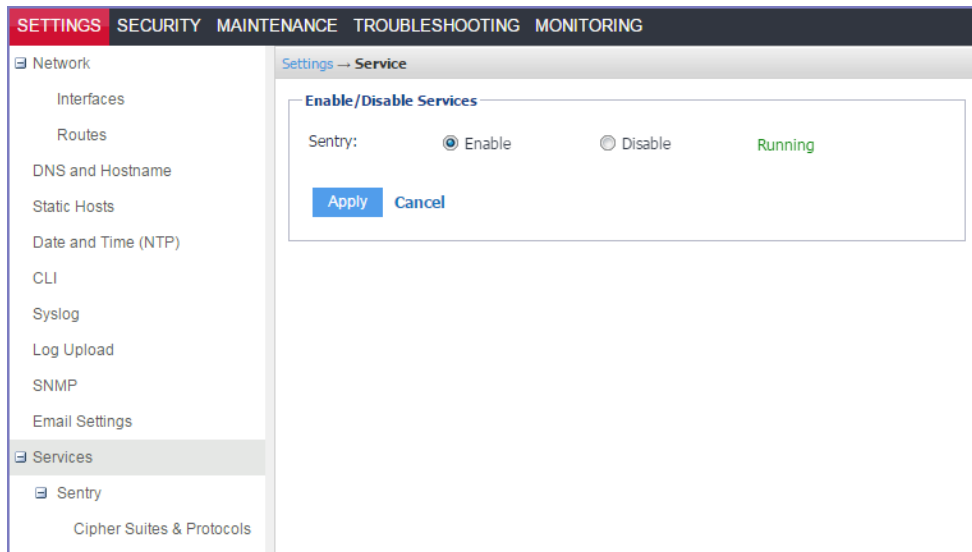 SETTINGS SECURITY MAINTENANCE TROUBLESHOOTING MONITORING
Network
Interfaces
Routes
DNS and Hostname
Static Hosts
Date and Time (NTP)
CLI
Syslog
Log Upload
SNMP
Email Settings
Services
Sentry
Cipher Suites & Protocols
Settings → Service
Enable/Disable Services
Sentry: Enable Disable Running
Apply Cancel